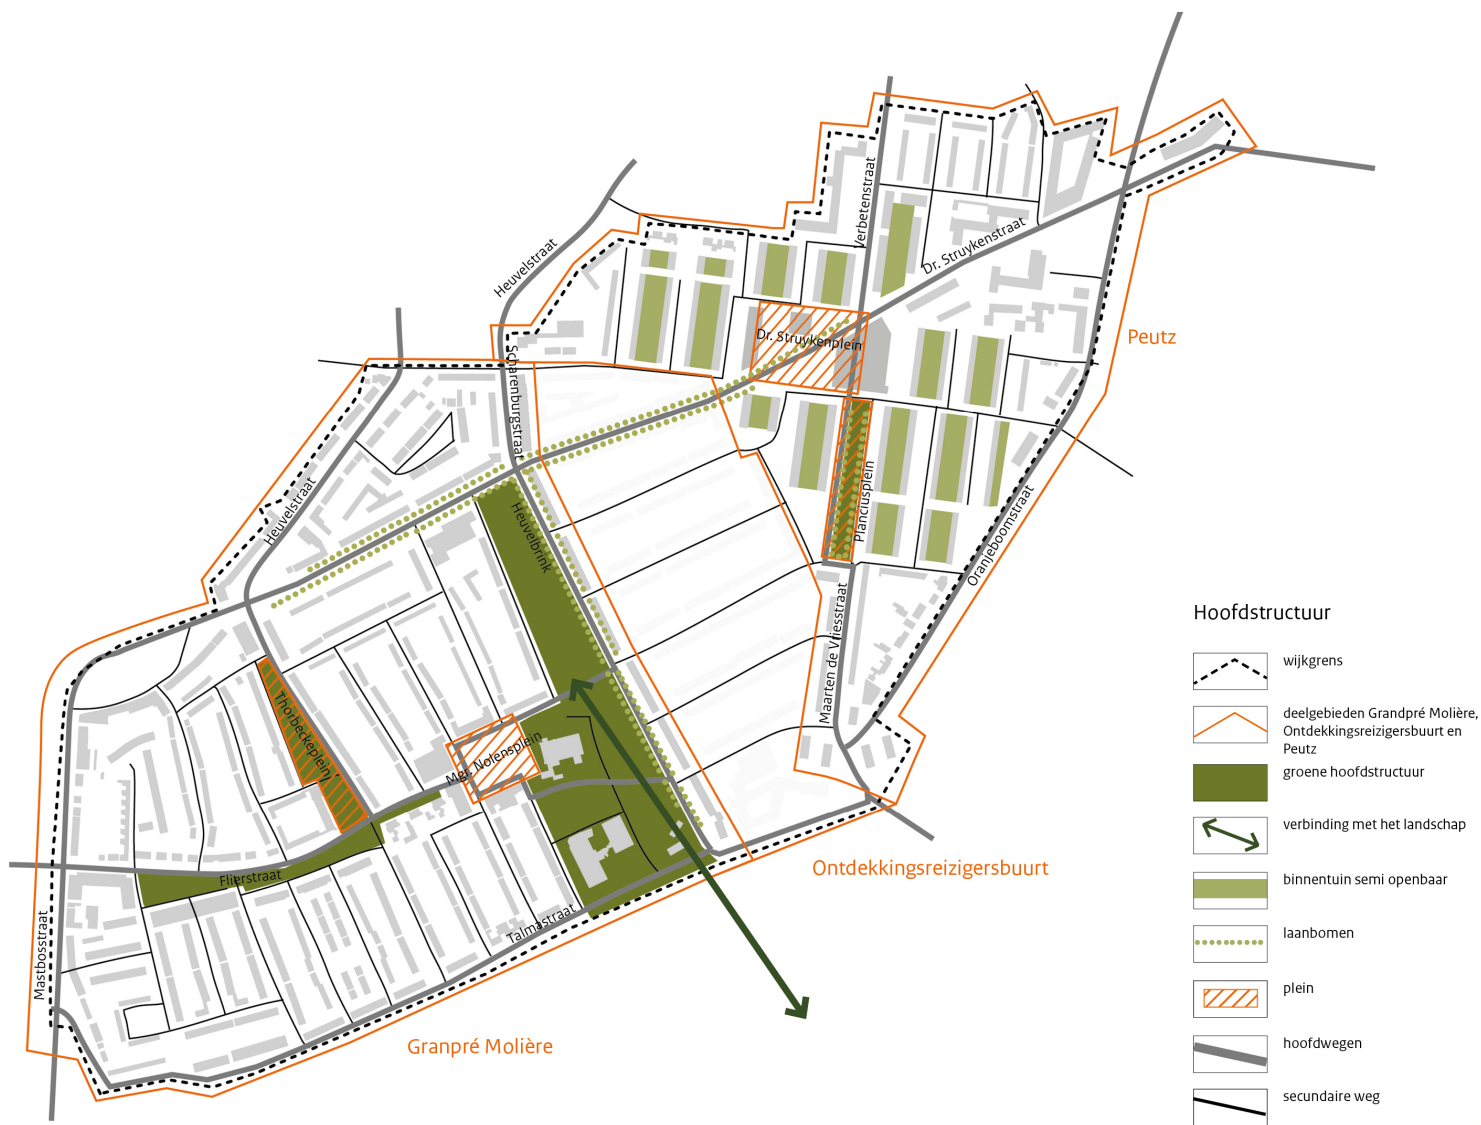 Verbetenstraat
Dr. Struykenstraat
Heuvelstraat
Peutz
Dr. Struykenplein
Scharenburgstraat
Heuvelstraat
Heuvelbrink
Planciusplein
Oranjeboomstraat
Maarten de Vriesstraat
Thorbeckeplein
Mgr. Nolensplein
Flierstraat
Talmastraat
Mastbosstraat
Ontdekkingsreizigersbuurt
Granpré Molière
Hoofdstructuur
wijkgrens
deelgebieden Grandpré Molière,
Ontdekkingsreizigersbuurt en
Peutz
groene hoofdstructuur
verbinding met het landschap
binnentuin semi openbaar
laanbomen
plein
hoofdwegen
secundaire weg